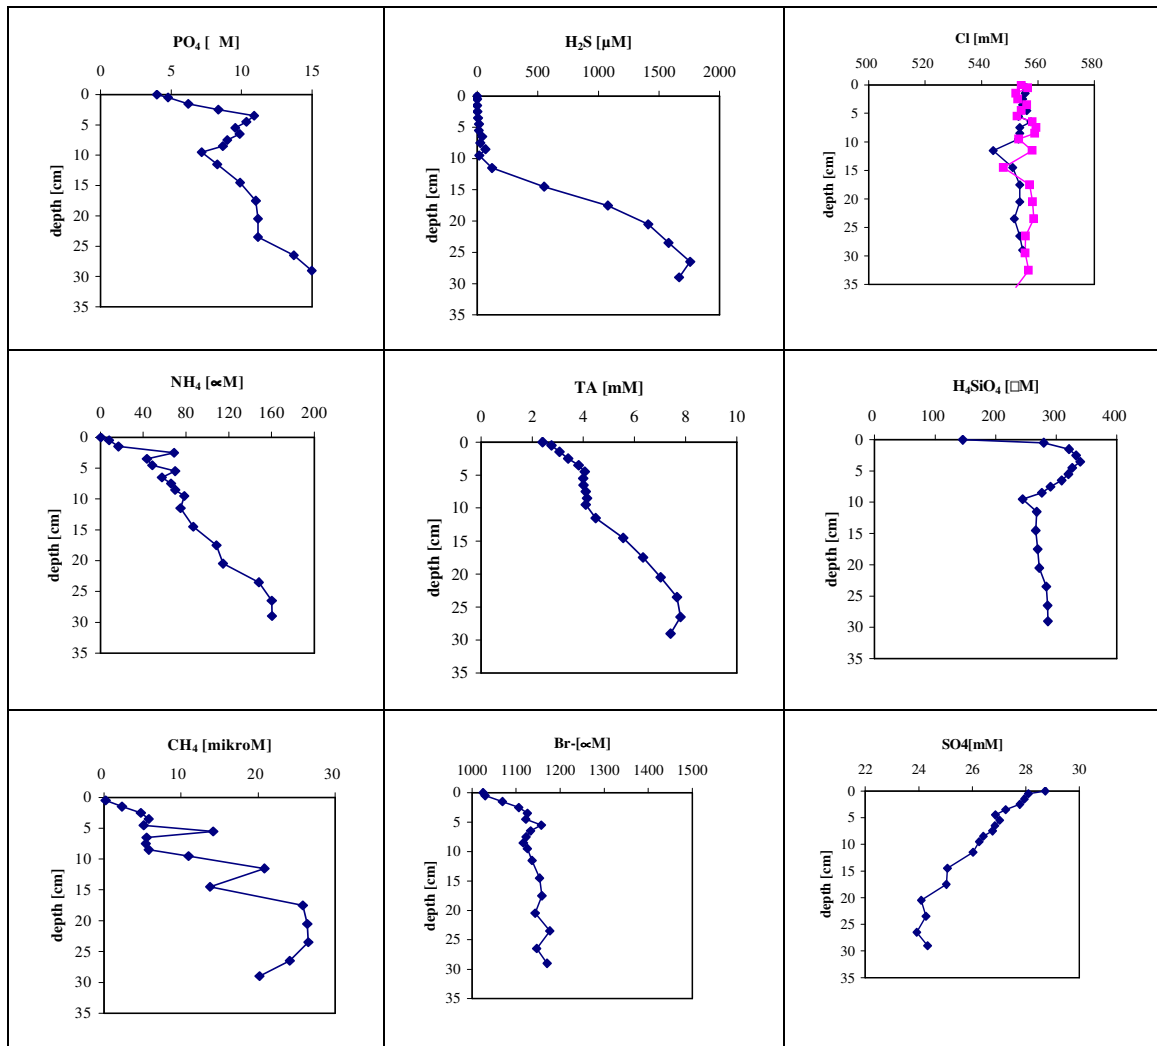 PO₄ [ M]
0 5 10 15
0
5
10
15
20
25
30
35
depth [cm]
H₂S [µM]
0 500 1000 1500 2000
0
5
10
15
20
25
30
35
depth [cm]
Cl [mM]
500 520 540 560 580
0
5
10
15
20
25
30
35
depth [cm]
NH₄ [∝M]
0 40 80 120 160 200
0
5
10
15
20
25
30
35
depth [cm]
TA [mM]
0 2 4 6 8 10
0
5
10
15
20
25
30
35
depth [cm]
H₄SiO₄ [□M]
0 100 200 300 400
0
5
10
15
20
25
30
35
depth [cm]
CH₄ [mikroM]
0 10 20 30
0
5
10
15
20
25
30
35
depth [cm]
Br-[∝M]
1000 1100 1200 1300 1400 1500
0
5
10
15
20
25
30
35
depth [cm]
SO4[mM]
22 24 26 28 30
0
5
10
15
20
25
30
35
depth [cm]